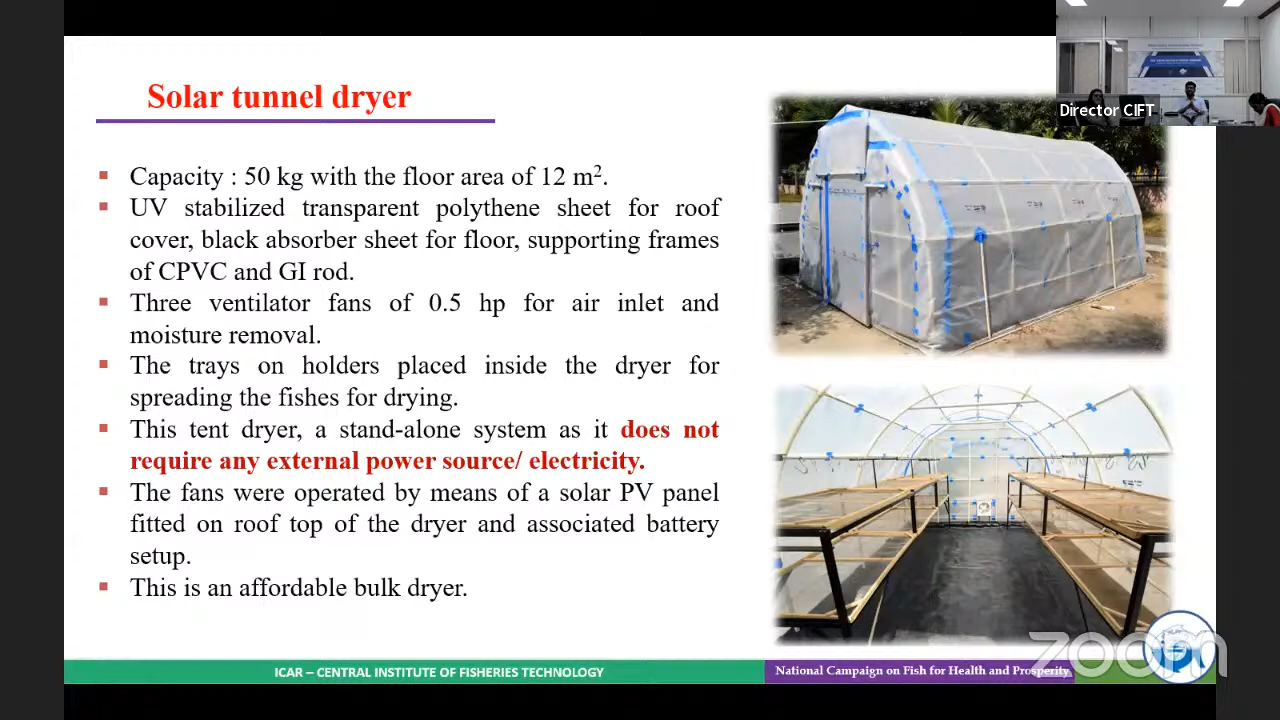 Solar tunnel dryer
Director CIFT
▪ Capacity : 50 kg with the floor area of 12 m².
▪ UV stabilized transparent polythene sheet for roof
cover, black absorber sheet for floor, supporting frames
of CPVC and GI rod.
▪ Three ventilator fans of 0.5 hp for air inlet and
moisture removal.
▪ The trays on holders placed inside the dryer for
spreading the fishes for drying.
▪ This tent dryer, a stand-alone system as it does not
require any external power source/ electricity.
▪ The fans were operated by means of a solar PV panel
fitted on roof top of the dryer and associated battery
setup.
▪ This is an affordable bulk dryer.
ICAR – CENTRAL INSTITUTE OF FISHERIES TECHNOLOGY
National Campaign on Fish for Health and Prosperity
zoom